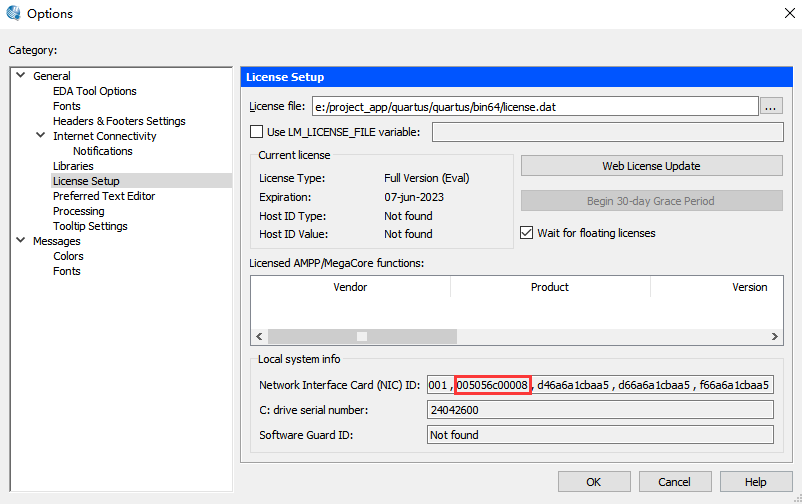 Options
Category:
General
EDA Tool Options
Fonts
Headers & Footers Settings
Internet Connectivity
Notifications
Libraries
License Setup
Preferred Text Editor
Processing
Tooltip Settings
Messages
Colors
Fonts
License Setup
License file: e:/project_app/quartus/quartus/bin64/license.dat ...
Use LM_LICENSE_FILE variable:
Current license
License Type: Full Version (Eval)
Expiration: 07-jun-2023
Host ID Type: Not found
Host ID Value: Not found
Web License Update
Begin 30-day Grace Period
Wait for floating licenses
Licensed AMPP/MegaCore functions:
Vendor Product Version
Local system info
Network Interface Card (NIC) ID: 001 , 005056c00008 , d46a6a1cbaa5 , d66a6a1cbaa5 , f66a6a1cbaa5
C: drive serial number: 24042600
Software Guard ID: Not found
OK Cancel Help